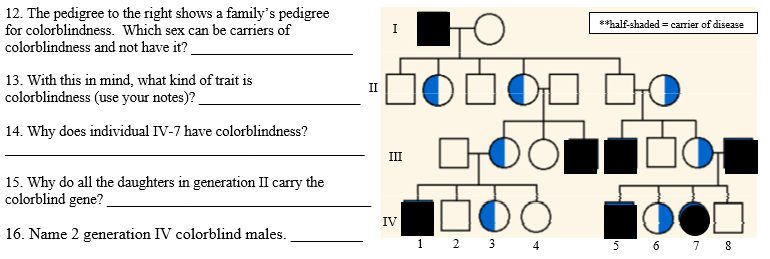 12. The pedigree to the right shows a family’s pedigree
for colorblindness.  Which sex can be carriers of
colorblindness and not have it? ____________________
13. With this in mind, what kind of trait is
colorblindness (use your notes)? ____________________
14. Why does individual IV-7 have colorblindness?
_____________________________________________
15. Why do all the daughters in generation II carry the
colorblind gene? _________________________________
16. Name 2 generation IV colorblind males. _________
**half-shaded = carrier of disease
I
II
III
IV
1 2 3 4 5 6 7 8